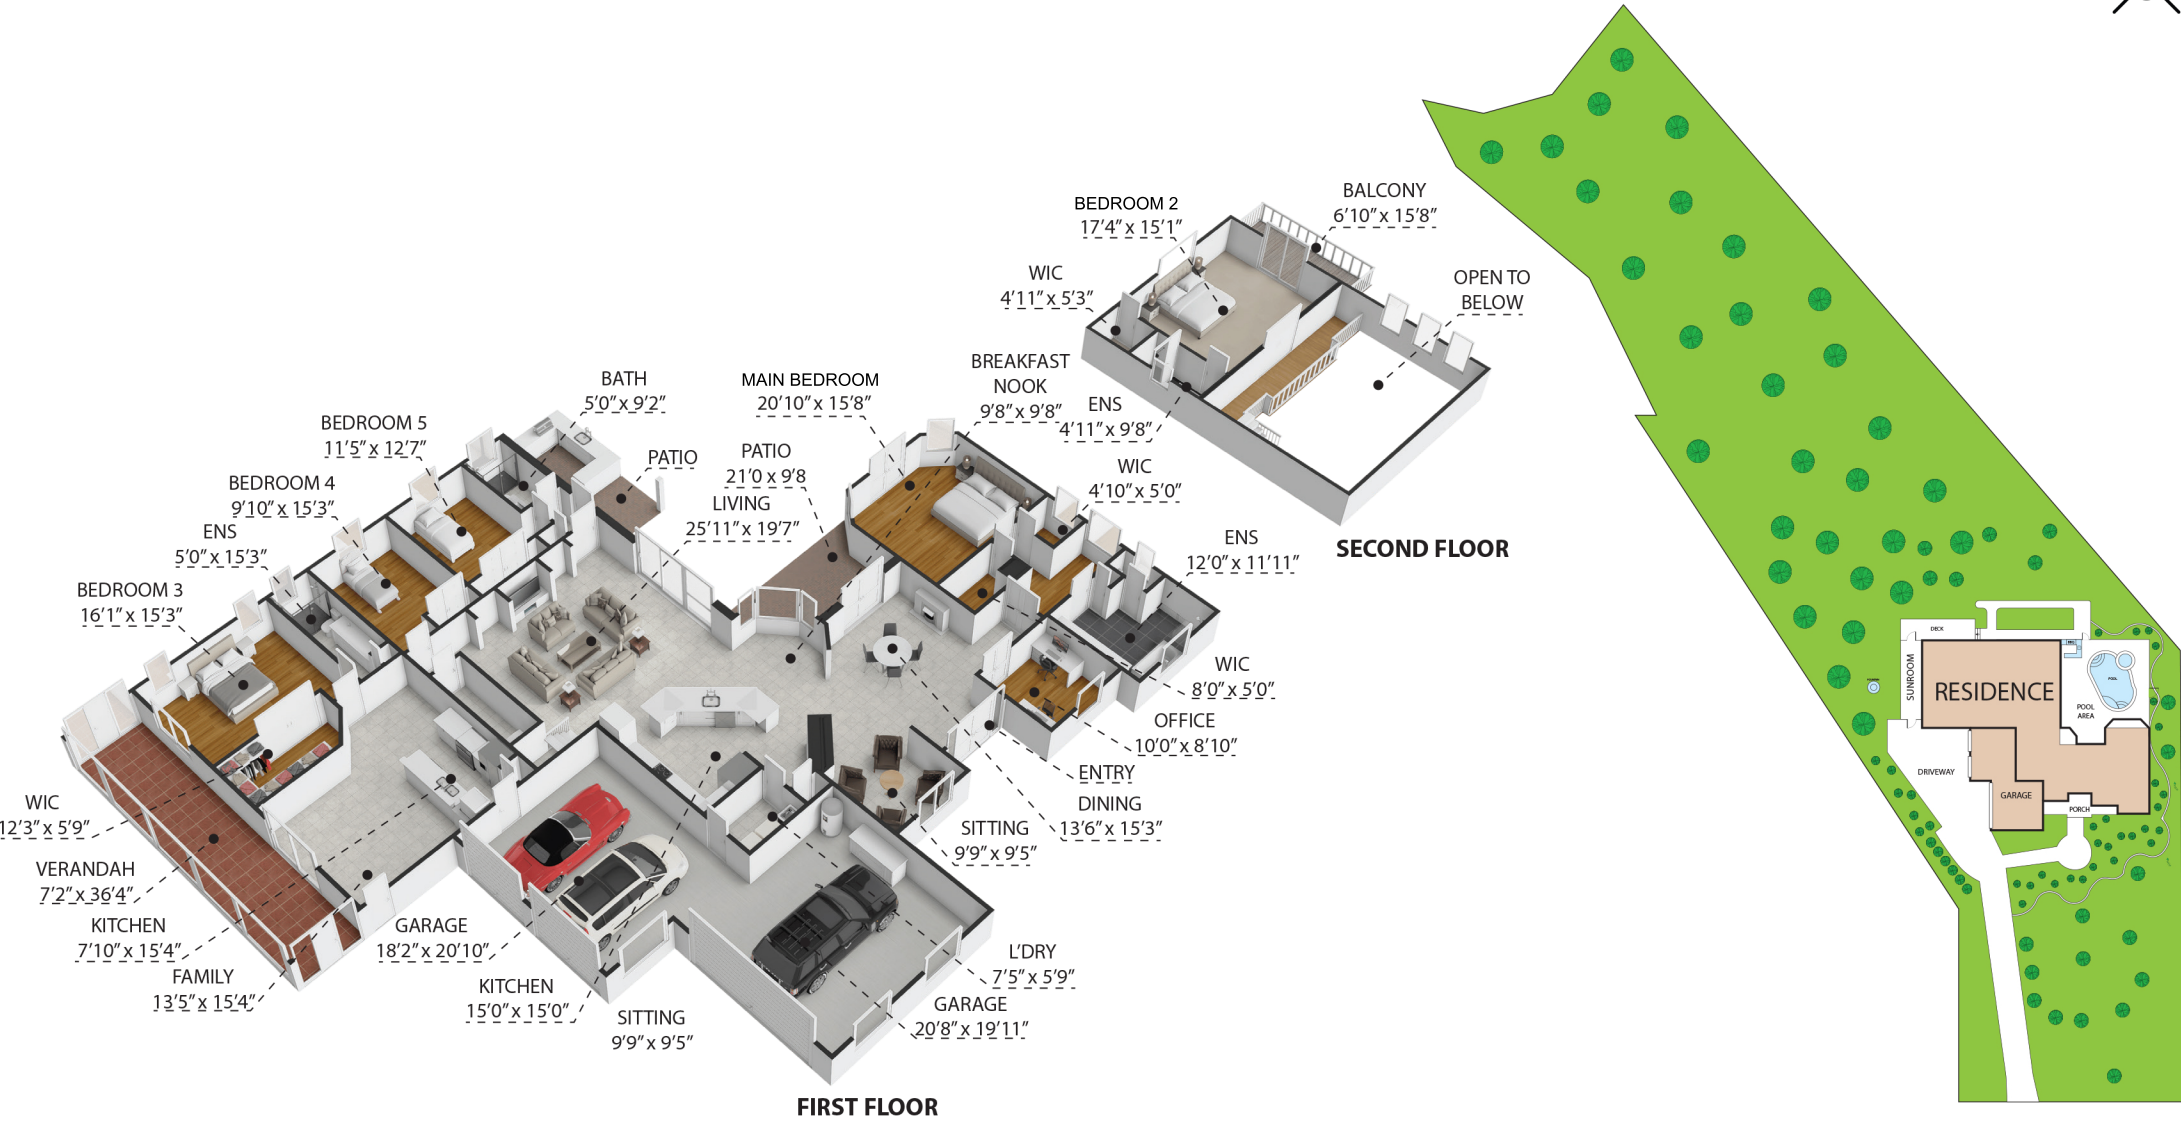 BEDROOM 2
17'4" x 15'1"
BALCONY
6'10" x 15'8"
WIC
4'11" x 5'3"
OPEN TO
BELOW
ENS
4'11" x 9'8"
SECOND FLOOR
BREAKFAST
NOOK
9'8" x 9'8"
MAIN BEDROOM
20'10" x 15'8"
BATH
5'0" x 9'2"
BEDROOM 5
11'5" x 12'7"
PATIO
PATIO
21'0 x 9'8
LIVING
25'11" x 19'7"
WIC
4'10" x 5'0"
BEDROOM 4
9'10" x 15'3"
ENS
5'0" x 15'3"
ENS
12'0" x 11'11"
BEDROOM 3
16'1" x 15'3"
WIC
8'0" x 5'0"
OFFICE
10'0" x 8'10"
ENTRY
DINING
13'6" x 15'3"
SITTING
9'9" x 9'5"
WIC
12'3" x 5'9"
VERANDAH
7'2" x 36'4"
KITCHEN
7'10" x 15'4"
FAMILY
13'5" x 15'4"
GARAGE
18'2" x 20'10"
KITCHEN
15'0" x 15'0"
SITTING
9'9" x 9'5"
L'DRY
7'5" x 5'9"
GARAGE
20'8" x 19'11"
FIRST FLOOR
DECK
SUNROOM
RESIDENCE
POOL
POOL
AREA
DRIVEWAY
GARAGE
PORCH